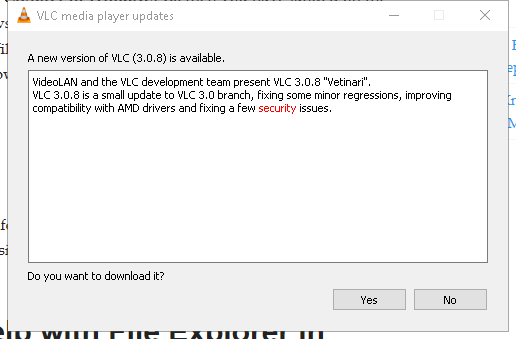 VLC media player updates
A new version of VLC (3.0.8) is available.
VideoLAN and the VLC development team present VLC 3.0.8 "Vetinari".
VLC 3.0.8 is a small update to VLC 3.0 branch, fixing some minor regressions, improving
compatibility with AMD drivers and fixing a few security issues.
Do you want to download it?
Yes No